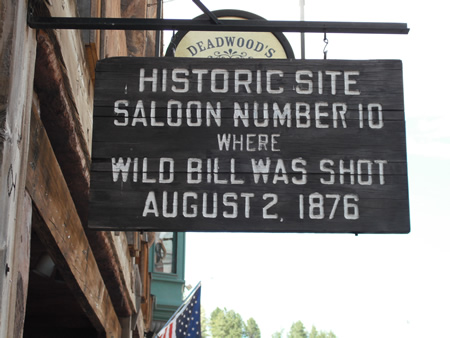 DEADWOOD'S
HISTORIC SITE
SALOON NUMBER 10
WHERE
WILD BILL WAS SHOT
AUGUST 2, 1876